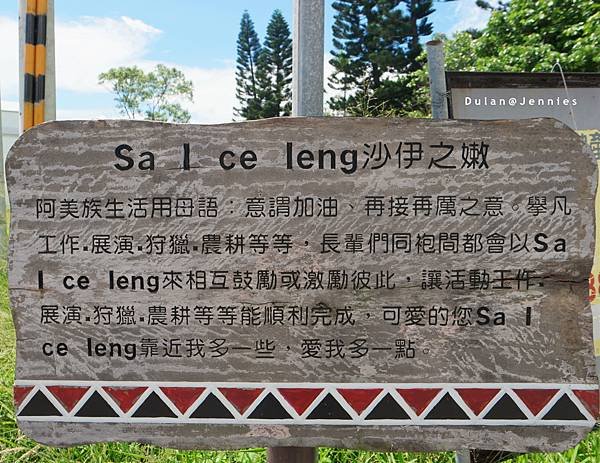 Dulan@Jennies
Sa I ce leng沙伊之嫩
阿美族生活用母語：意謂加油、再接再厲之意。舉凡
工作.展演.狩獵.農耕等等，長輩們同袍間都會以Sa
I ce leng來相互鼓勵或激勵彼此，讓活動工作.
展演.狩獵.農耕等等能順利完成，可愛的您Sa I
ce leng靠近我多一些，愛我多一點。